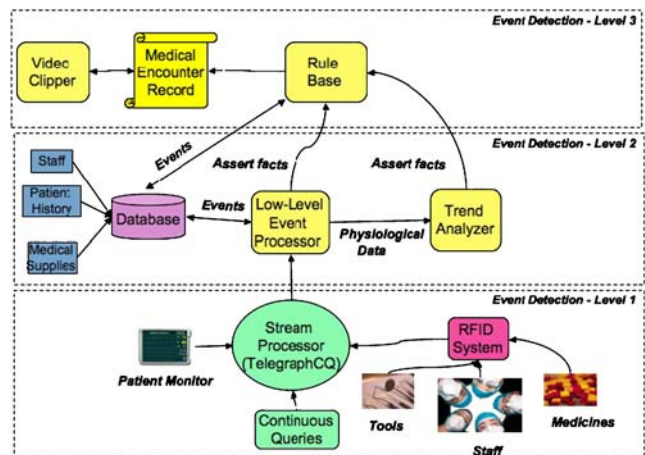 Event Detection - Level 3
Video
Clipper
Medical
Encounter
Record
Rule
Base
Event Detection - Level 2
Events
Assert facts
Assert facts
Staff
Patient
History
Medical
Supplies
Database
Events
Low-Level
Event
Processor
Physiological
Data
Trend
Analyzer
Event Detection - Level 1
Patient Monitor
Stream
Processor
(TelegraphCQ)
RFID
System
Continuous
Queries
Tools
Staff
Medicines